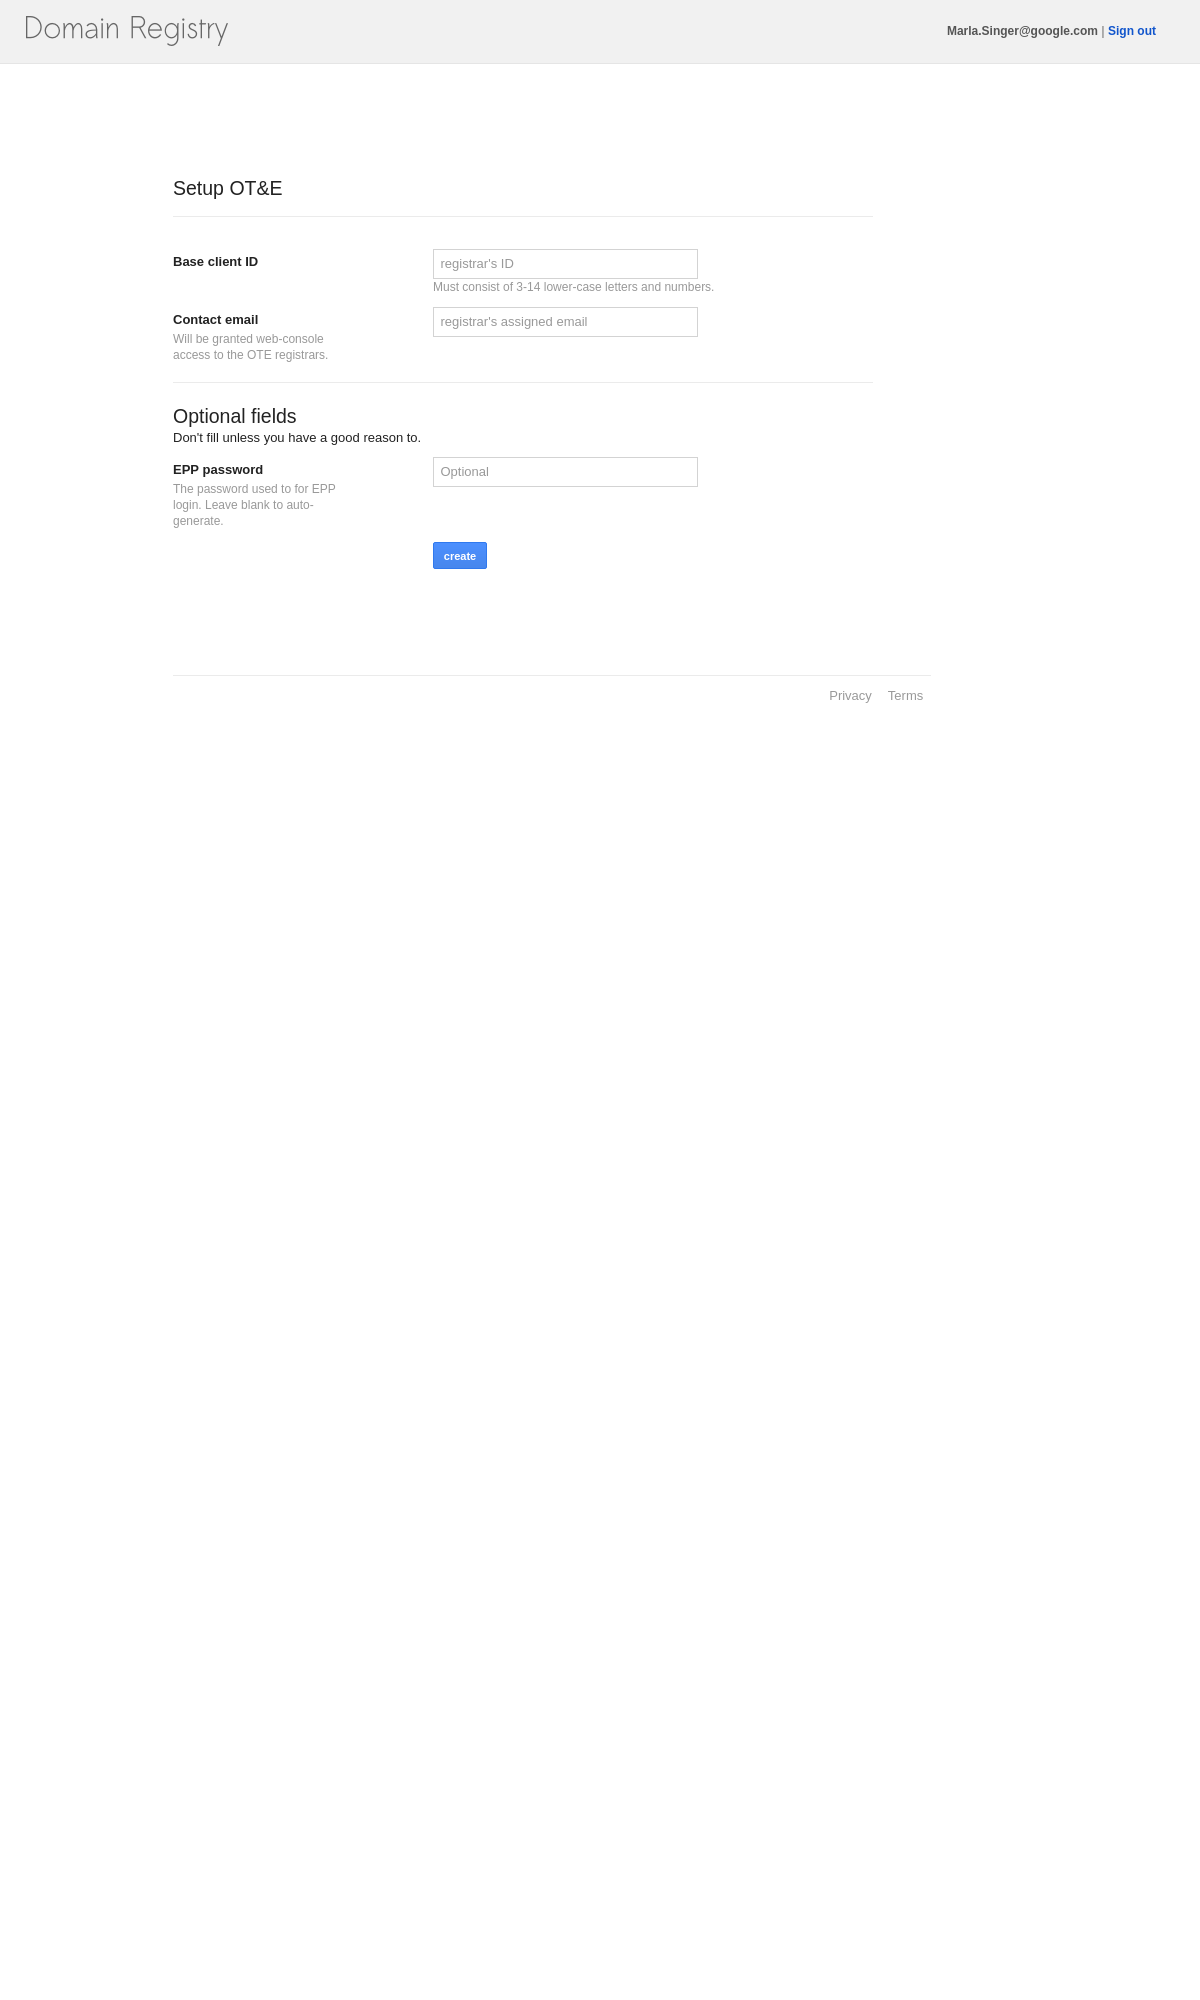 Domain Registry
Marla.Singer@google.com | Sign out
Setup OT&E
Base client ID
registrar's ID
Must consist of 3-14 lower-case letters and numbers.
Contact email
registrar's assigned email
Will be granted web-console
access to the OTE registrars.
Optional fields
Don't fill unless you have a good reason to.
EPP password
Optional
The password used to for EPP
login. Leave blank to auto-
generate.
create
Privacy Terms